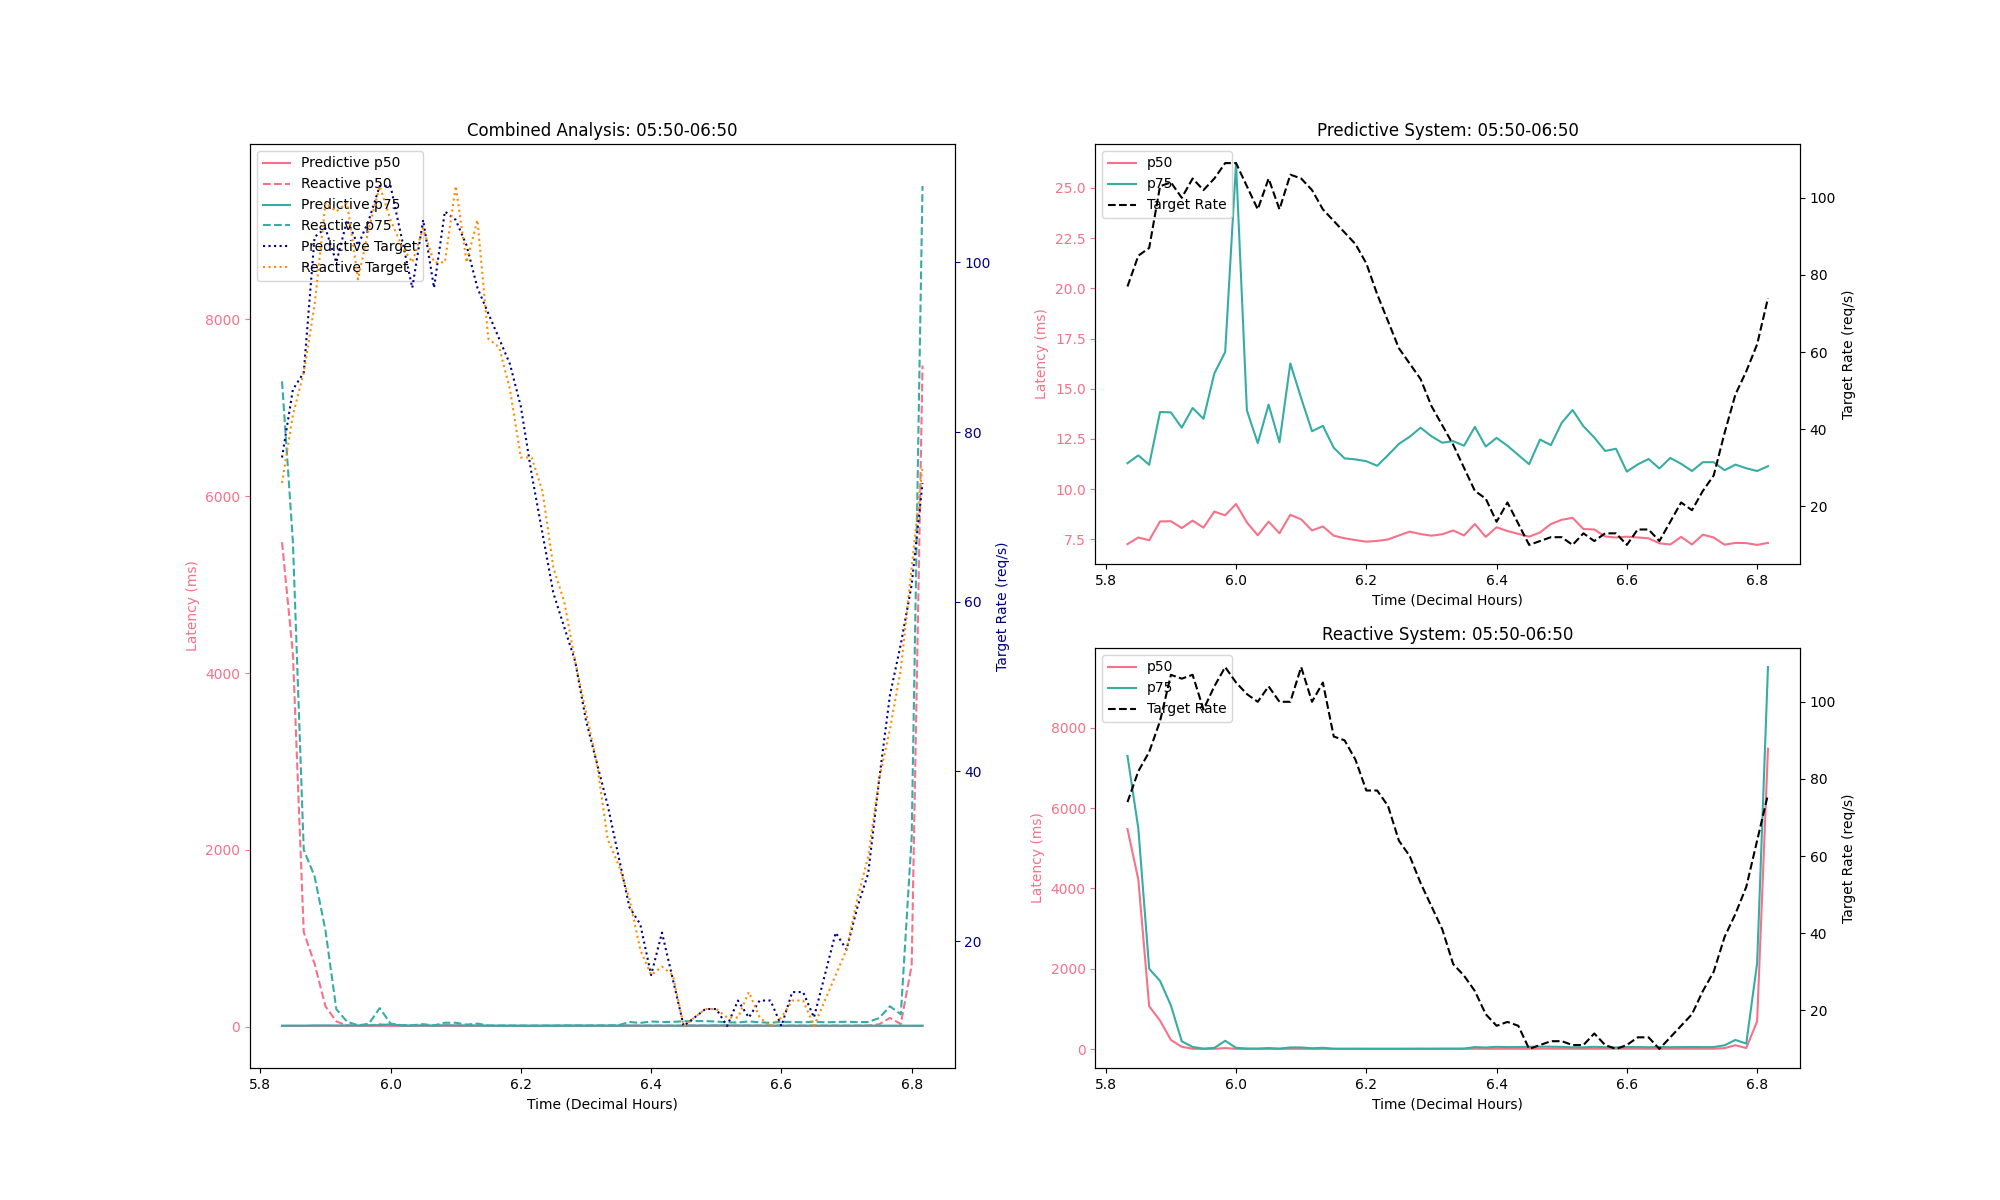 Combined Analysis: 05:50-06:50
Predictive p50
Reactive p50
Predictive p75
Reactive p75
Predictive Target
Reactive Target
8000
6000
4000
2000
0
Latency (ms)
100
80
60
40
20
Target Rate (req/s)
5.8 6.0 6.2 6.4 6.6 6.8
Time (Decimal Hours)
Predictive System: 05:50-06:50
p50
p75
Target Rate
25.0
22.5
20.0
17.5
15.0
12.5
10.0
7.5
Latency (ms)
100
80
60
40
20
Target Rate (req/s)
5.8 6.0 6.2 6.4 6.6 6.8
Time (Decimal Hours)
Reactive System: 05:50-06:50
p50
p75
Target Rate
8000
6000
4000
2000
0
Latency (ms)
100
80
60
40
20
Target Rate (req/s)
5.8 6.0 6.2 6.4 6.6 6.8
Time (Decimal Hours)